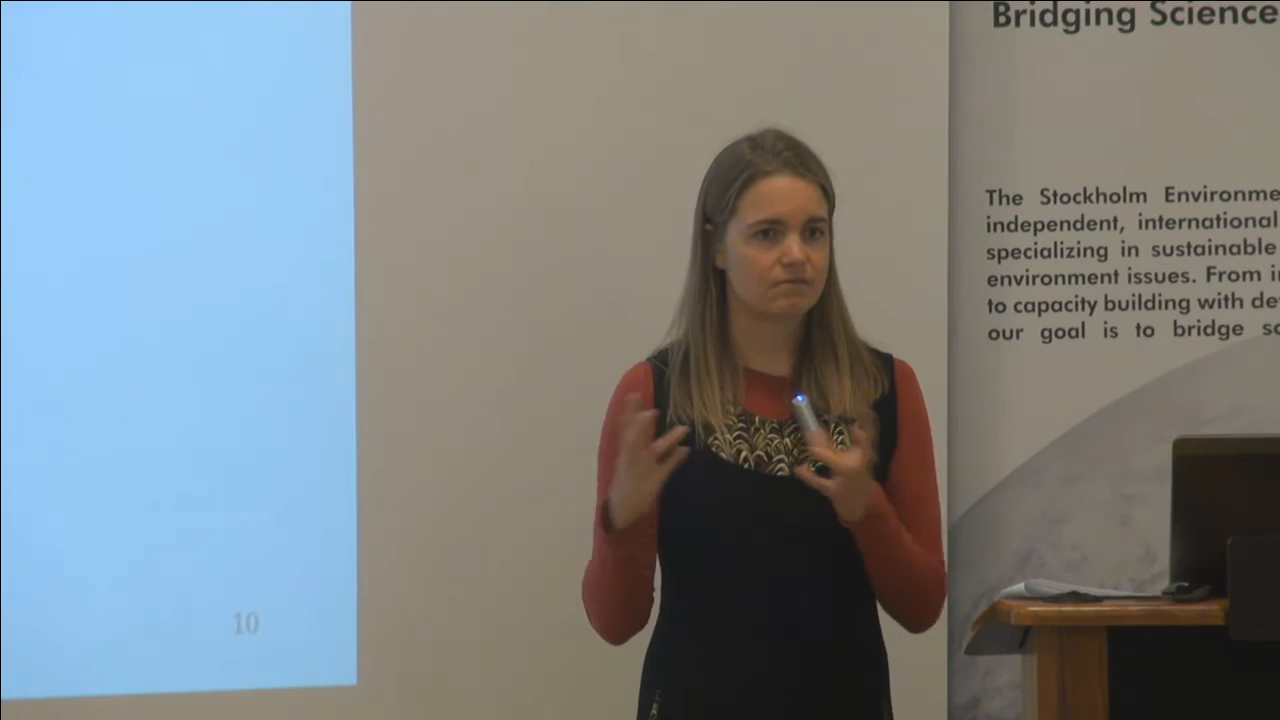 Bridging Science
The Stockholm Environme
independent, international
specializing in sustainable
environment issues. From i
to capacity building with de
our goal is to bridge sc
10